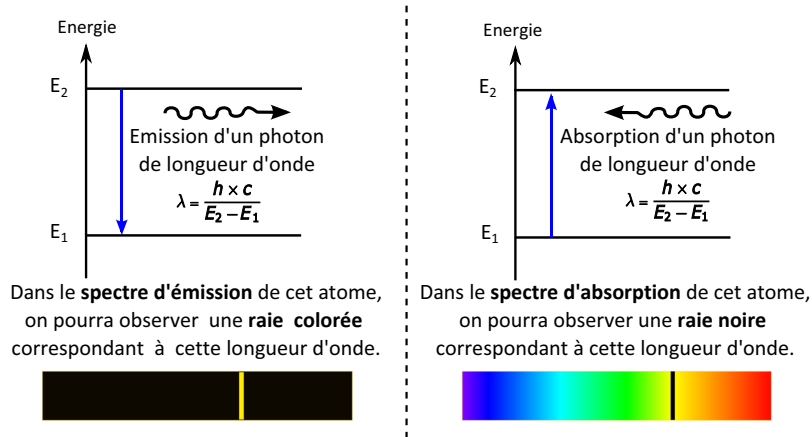 Energie
E2
Emission d'un photon
de longueur d'onde
λ = h × c / E2 – E1
E1
Dans le spectre d'émission de cet atome,
on pourra observer une raie colorée
correspondant à cette longueur d'onde.
Energie
E2
Absorption d'un photon
de longueur d'onde
λ = h × c / E2 – E1
E1
Dans le spectre d'absorption de cet atome,
on pourra observer une raie noire
correspondant à cette longueur d'onde.